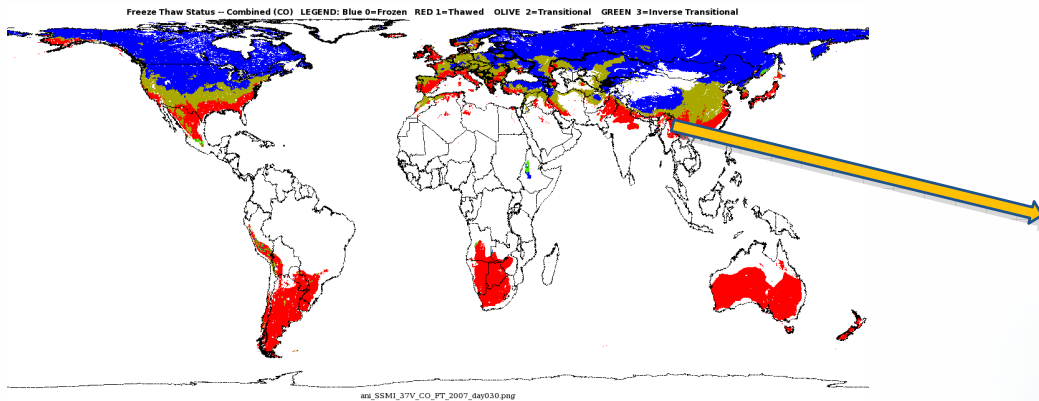 Freeze Thaw Status -- Combined (CO)   LEGEND: Blue 0=Frozen   RED 1=Thawed   OLIVE  2=Transitional   GREEN  3=Inverse Transitional
ani_SSMI_37V_CO_FT_2007_day030.png